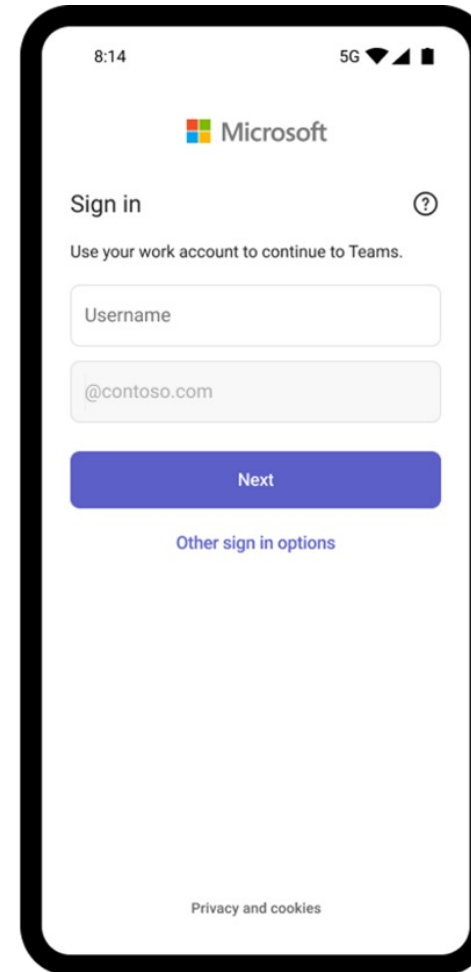 8:14 5G
Microsoft
Sign in
Use your work account to continue to Teams.
Username
@contoso.com
Next
Other sign in options
Privacy and cookies